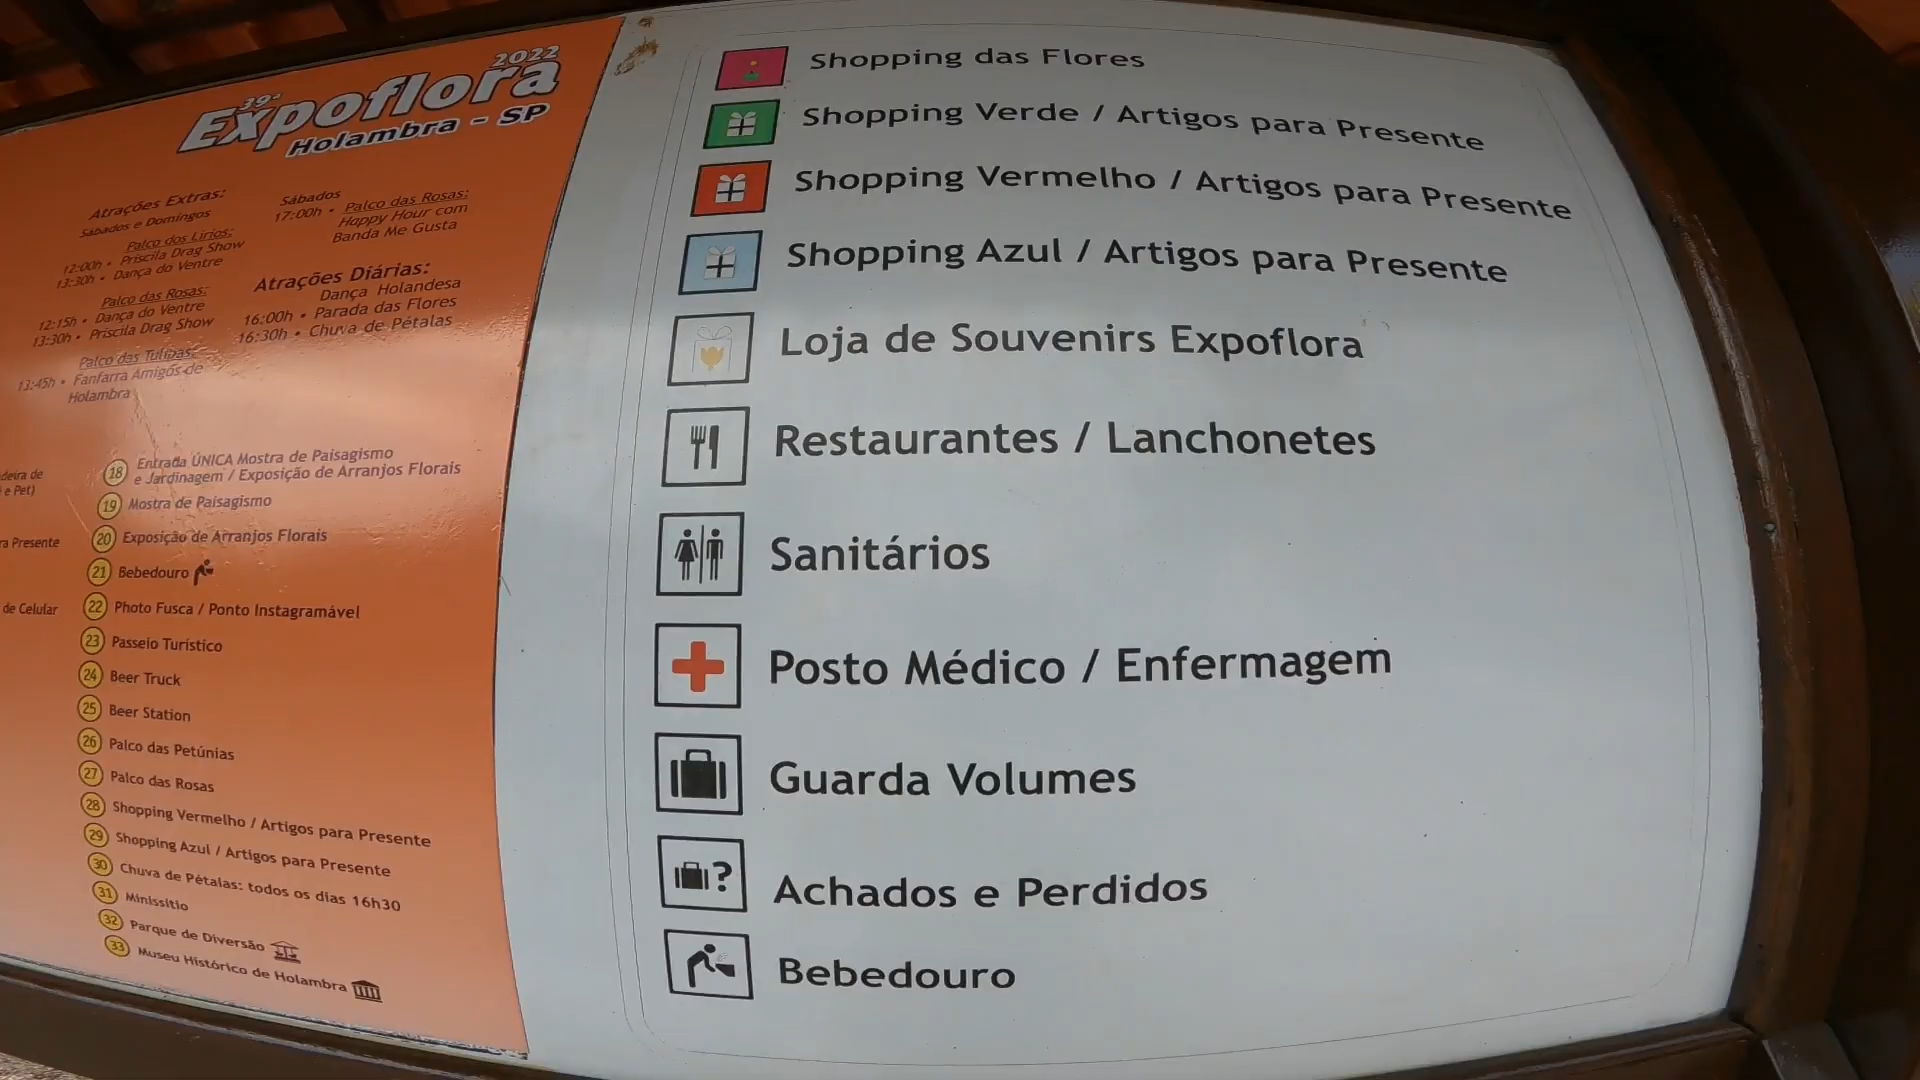 39ª
2022
Expoflora
Holambra - SP
Atrações Extras:
Sábados e Domingos
Palco dos Lírios:
12:00h • Priscila Drag Show
13:30h • Dança do Ventre
Palco das Rosas:
12:15h • Dança do Ventre
13:30h • Priscila Drag Show
Palco das Tulipas:
13:45h • Fanfarra Amigos de
Holambra
Sábados
17:00h • Palco das Rosas:
Happy Hour com
Banda Me Gusta
Atrações Diárias:
Dança Holandesa
16:00h • Parada das Flores
16:30h • Chuva de Pétalas
deira de
e Pet)
ra Presente
de Celular
18 Entrada ÚNICA Mostra de Paisagismo
e Jardinagem / Exposição de Arranjos Florais
19 Mostra de Paisagismo
20 Exposição de Arranjos Florais
21 Bebedouro
22 Photo Fusca / Ponto Instagramável
23 Passeio Turístico
24 Beer Truck
25 Beer Station
26 Palco das Petúnias
27 Palco das Rosas
28 Shopping Vermelho / Artigos para Presente
29 Shopping Azul / Artigos para Presente
30 Chuva de Pétalas: todos os dias 16h30
31 Minissitio
32 Parque de Diversão
33 Museu Histórico de Holambra
Shopping das Flores
Shopping Verde / Artigos para Presente
Shopping Vermelho / Artigos para Presente
Shopping Azul / Artigos para Presente
Loja de Souvenirs Expoflora
Restaurantes / Lanchonetes
Sanitários
Posto Médico / Enfermagem
Guarda Volumes
? Achados e Perdidos
Bebedouro